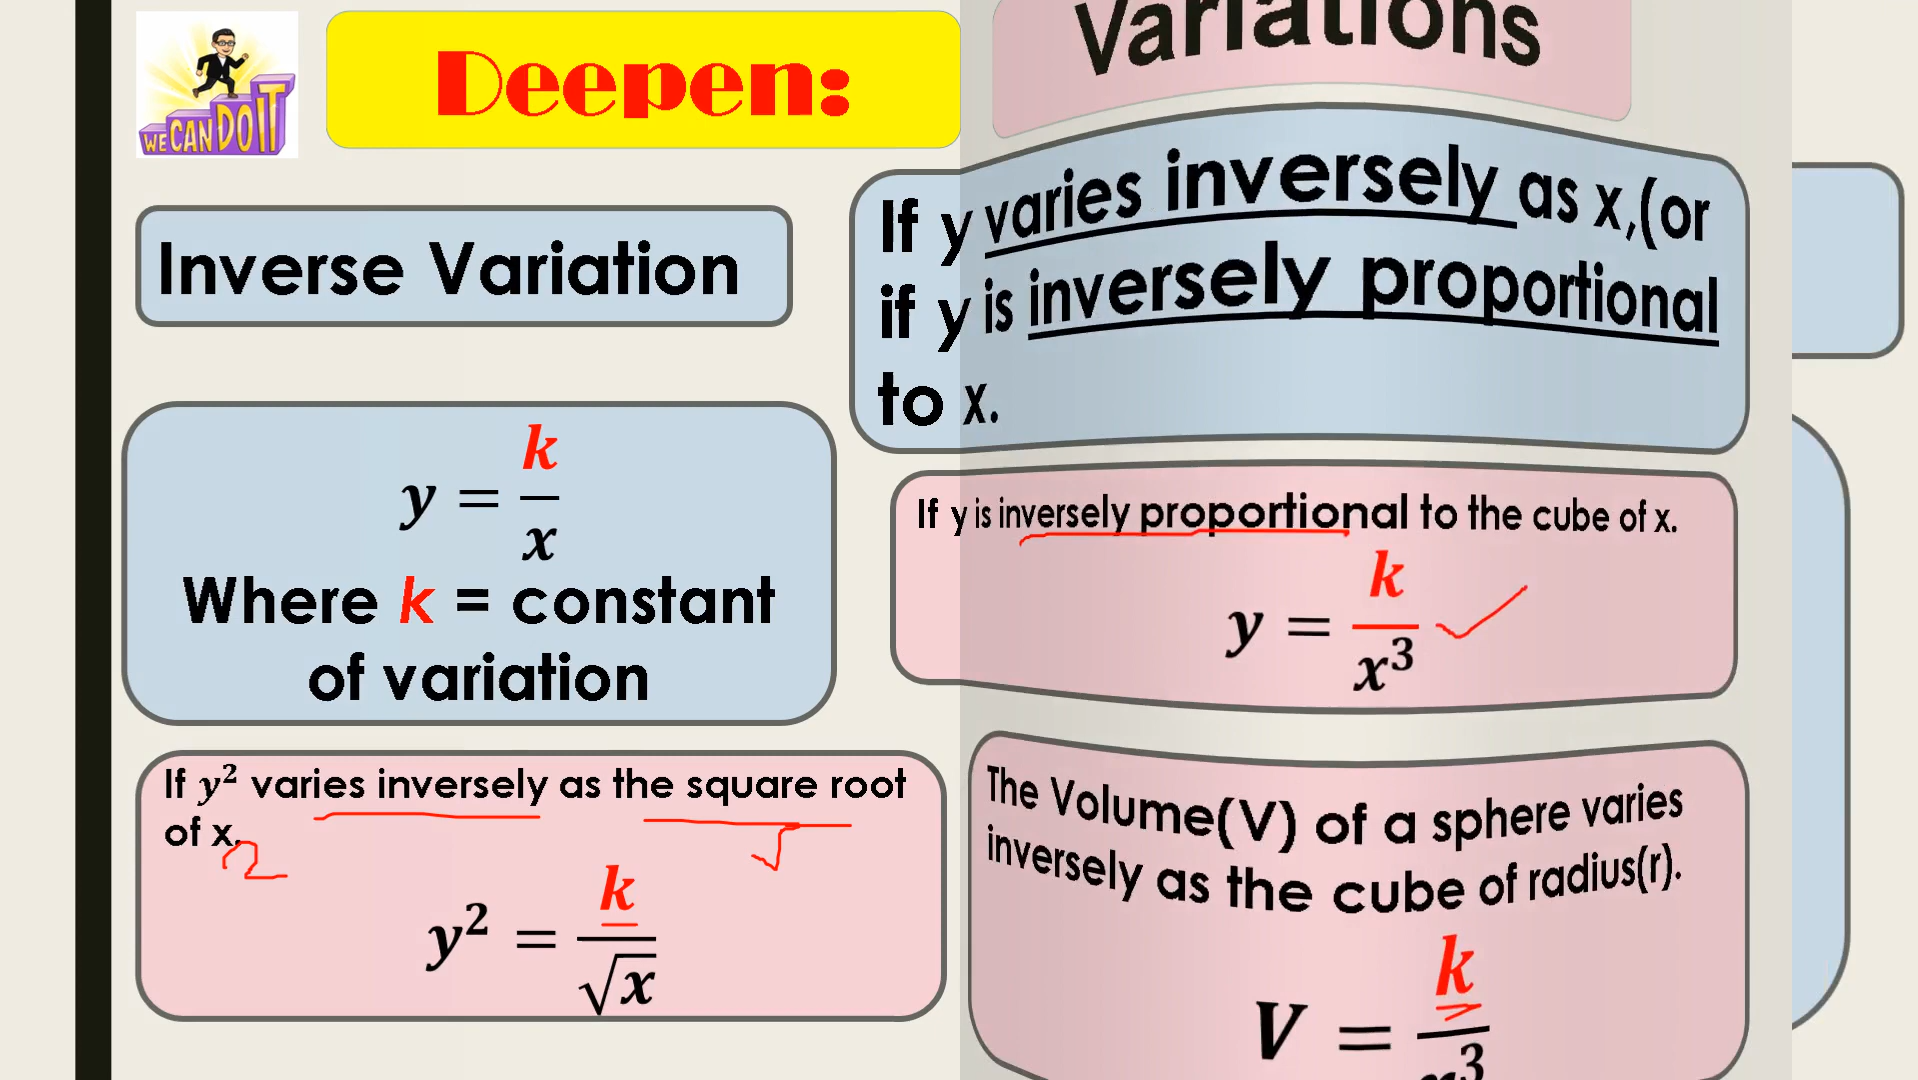 WE CAN DO IT
Deepen:
Variations
Inverse Variation
If y varies inversely as x,(or
if y is inversely proportional
to x.
y = k/x
Where k = constant
of variation
If y is inversely proportional to the cube of x.
y = k/x³
If y² varies inversely as the square root
of x.
2
√
y² = k/√x
The Volume(V) of a sphere varies
inversely as the cube of radius(r).
V = k/r³